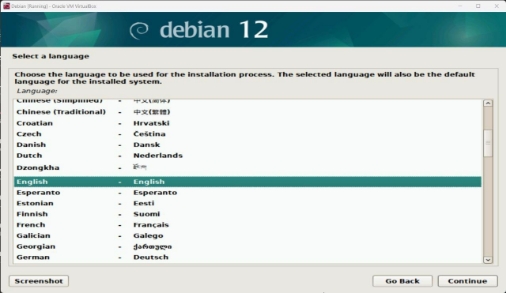 Debian [Running] - Oracle VM VirtualBox
debian 12
Select a language
Choose the language to be used for the installation process. The selected language will also be the default
language for the installed system.
Language:
Chinese (Simplified) - 中文(简体)
Chinese (Traditional) - 中文(繁體)
Croatian - Hrvatski
Czech - Čeština
Danish - Dansk
Dutch - Nederlands
Dzongkha -
English - English
Esperanto - Esperanto
Estonian - Eesti
Finnish - Suomi
French - Français
Galician - Galego
Georgian - ქართული
German - Deutsch
Screenshot Go Back Continue